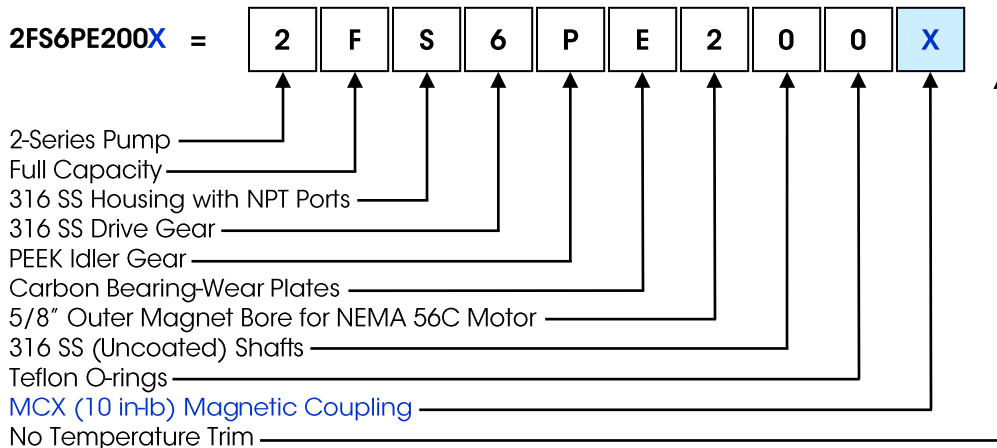 2FS6PE200X = 2 F S 6 P E 2 0 0 X
2-Series Pump
Full Capacity
316 SS Housing with NPT Ports
316 SS Drive Gear
PEEK Idler Gear
Carbon Bearing-Wear Plates
5/8” Outer Magnet Bore for NEMA 56C Motor
316 SS (Uncoated) Shafts
Teflon O-rings
MCX (10 in-lb) Magnetic Coupling
No Temperature Trim